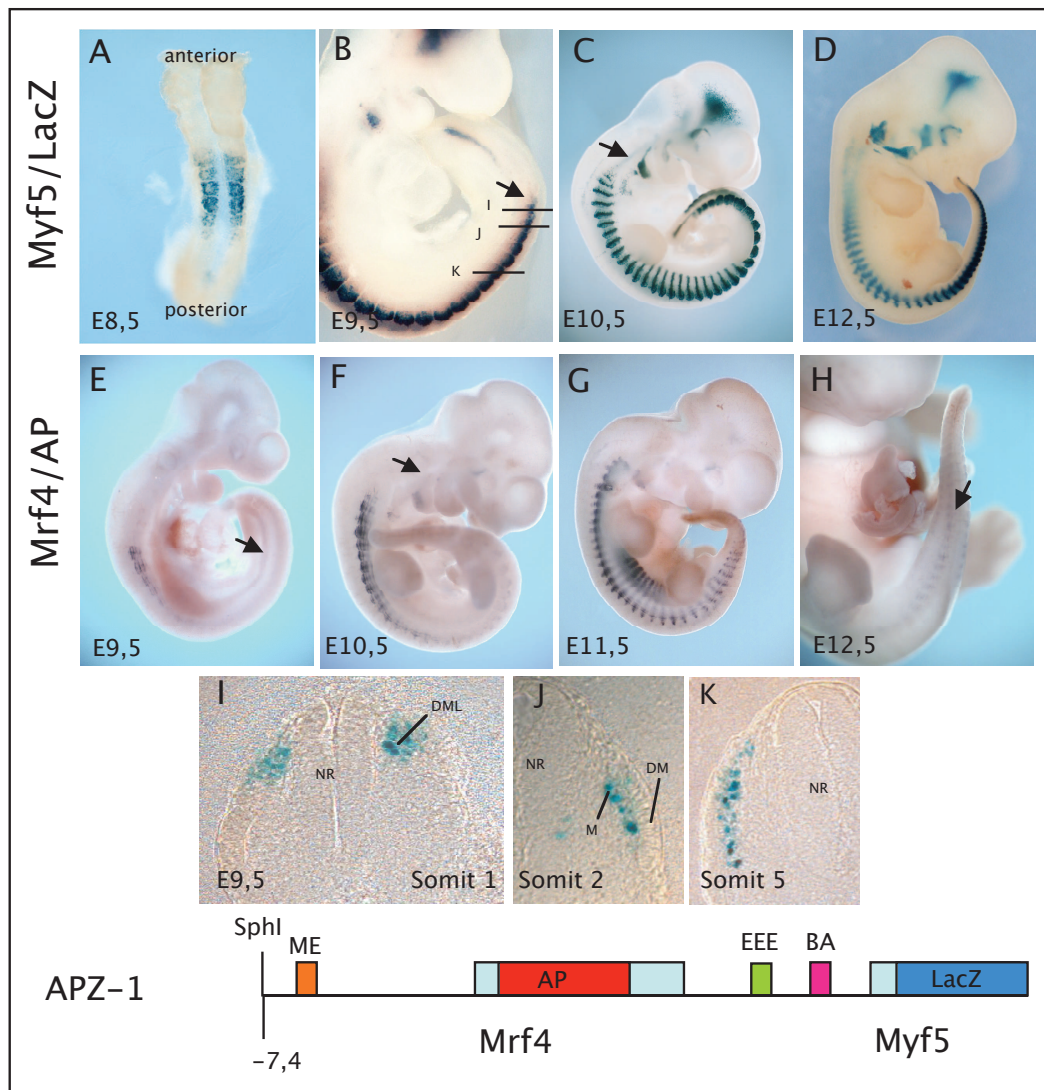 Myf5/LacZ
A
anterior
posterior
E8,5
B
I
J
K
E9,5
C
E10,5
D
E12,5
Mrf4/AP
E
E9,5
F
E10,5
G
E11,5
H
E12,5
I
DML
NR
E9,5
Somit 1
J
NR
DM
M
Somit 2
K
NR
Somit 5
APZ-1
SphI
ME
AP
EEE
BA
LacZ
-7,4
Mrf4
Myf5